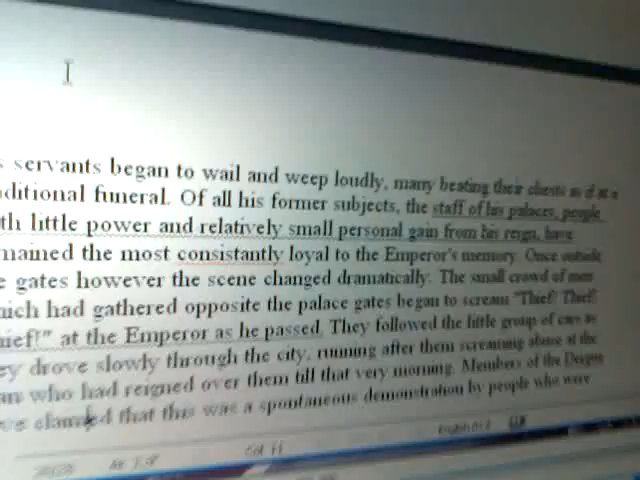 servants began to wail and weep loudly, many beating their chests as if at a
ditional funeral. Of all his former subjects, the staff of his palaces, people
th little power and relatively small personal gain from his reign, have
mained the most consistantly loyal to the Emperor's memory. Once outside
e gates however the scene changed dramatically. The small crowd of men
hich had gathered opposite the palace gates began to scream "Thief! Thief!
hief!" at the Emperor as he passed. They followed the little group of cars as
ey drove slowly through the city, running after them screaming abuse at the
an who had reigned over them till that very morning. Members of the Dergue
claimed that this was a spontaneous demonstration by people who were